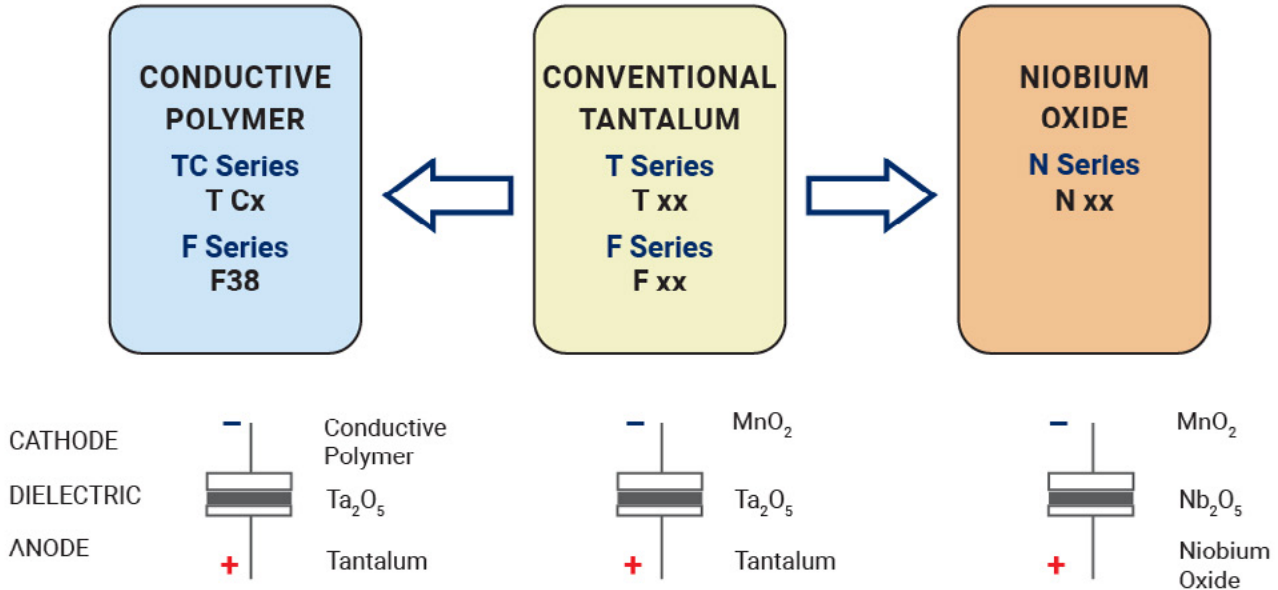 CONDUCTIVE
POLYMER
TC Series
T Cx
F Series
F38
CONVENTIONAL
TANTALUM
T Series
T xx
F Series
F xx
NIOBIUM
OXIDE
N Series
N xx
CATHODE
DIELECTRIC
ANODE
−
Conductive
Polymer
Ta₂O₅
+
Tantalum
−
MnO₂
Ta₂O₅
+
Tantalum
−
MnO₂
Nb₂O₅
+
Niobium
Oxide